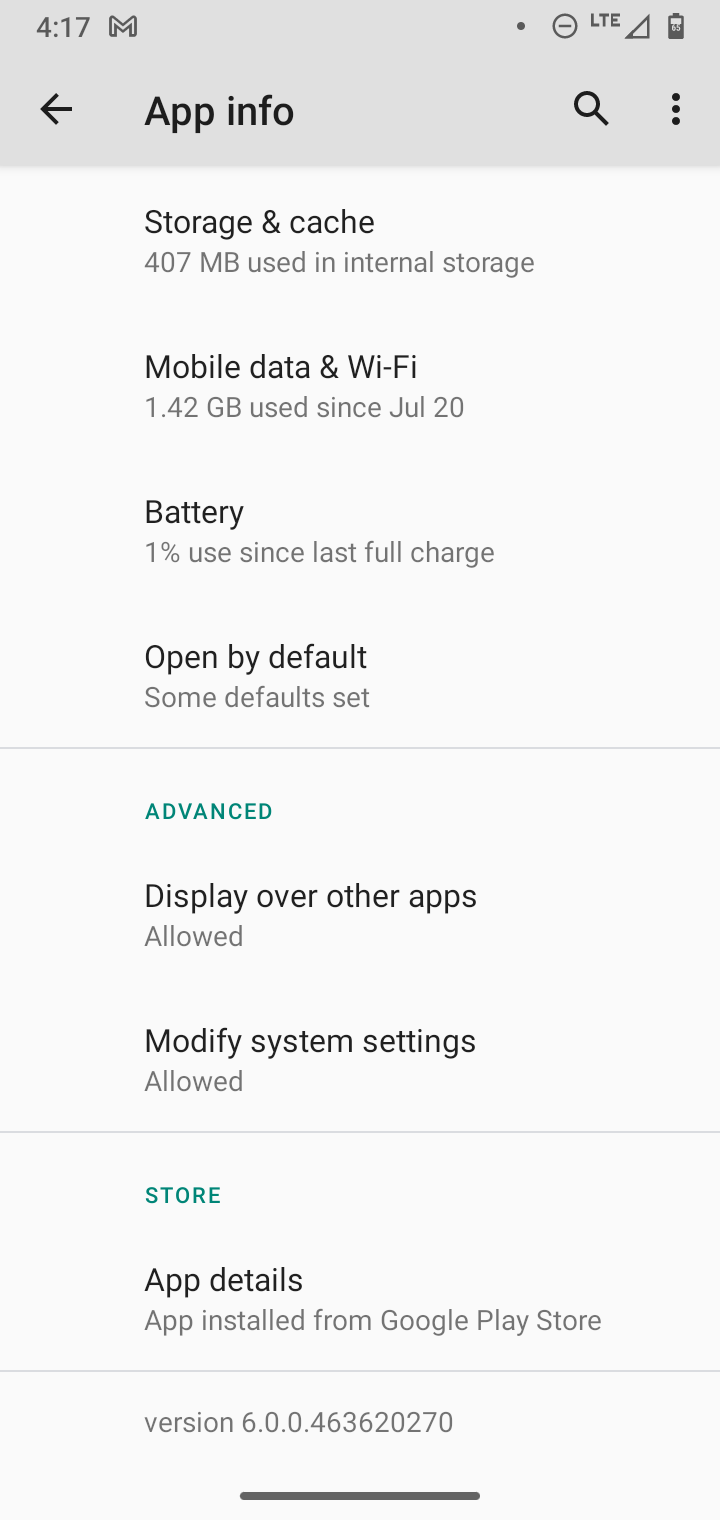 4:17
LTE
65
App info
Storage & cache
407 MB used in internal storage
Mobile data & Wi-Fi
1.42 GB used since Jul 20
Battery
1% use since last full charge
Open by default
Some defaults set
ADVANCED
Display over other apps
Allowed
Modify system settings
Allowed
STORE
App details
App installed from Google Play Store
version 6.0.0.463620270